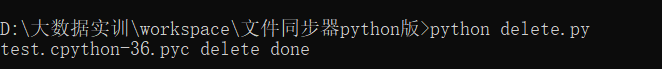 D:\大数据实训\workspace\文件同步器python版>python delete.py
test.cpython-36.pyc delete done